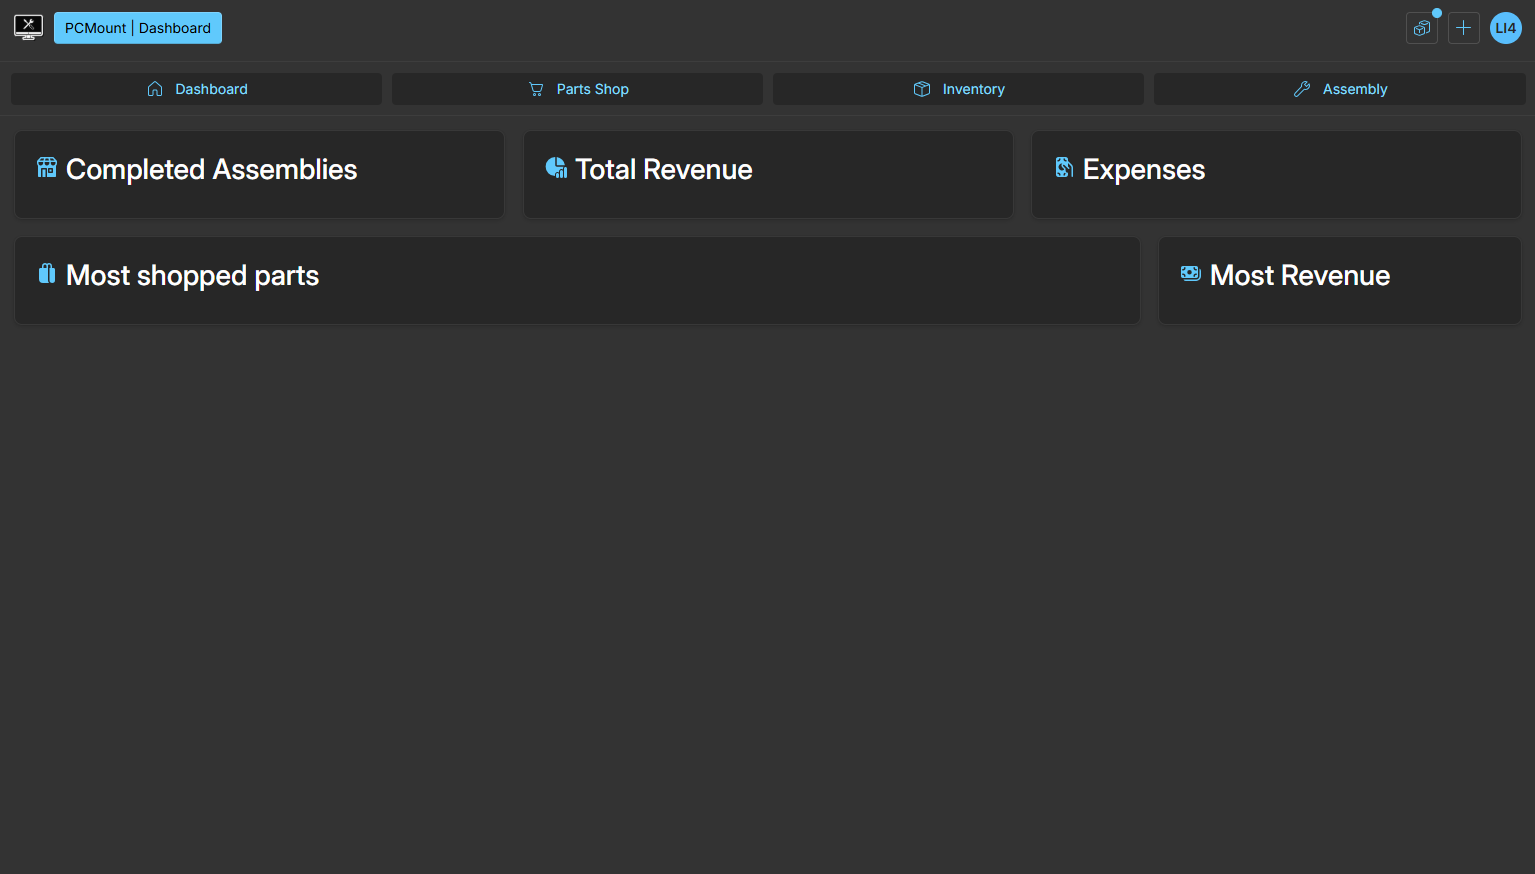 PCMount | Dashboard
LI4
Dashboard
Parts Shop
Inventory
Assembly
Completed Assemblies
Total Revenue
Expenses
Most shopped parts
Most Revenue